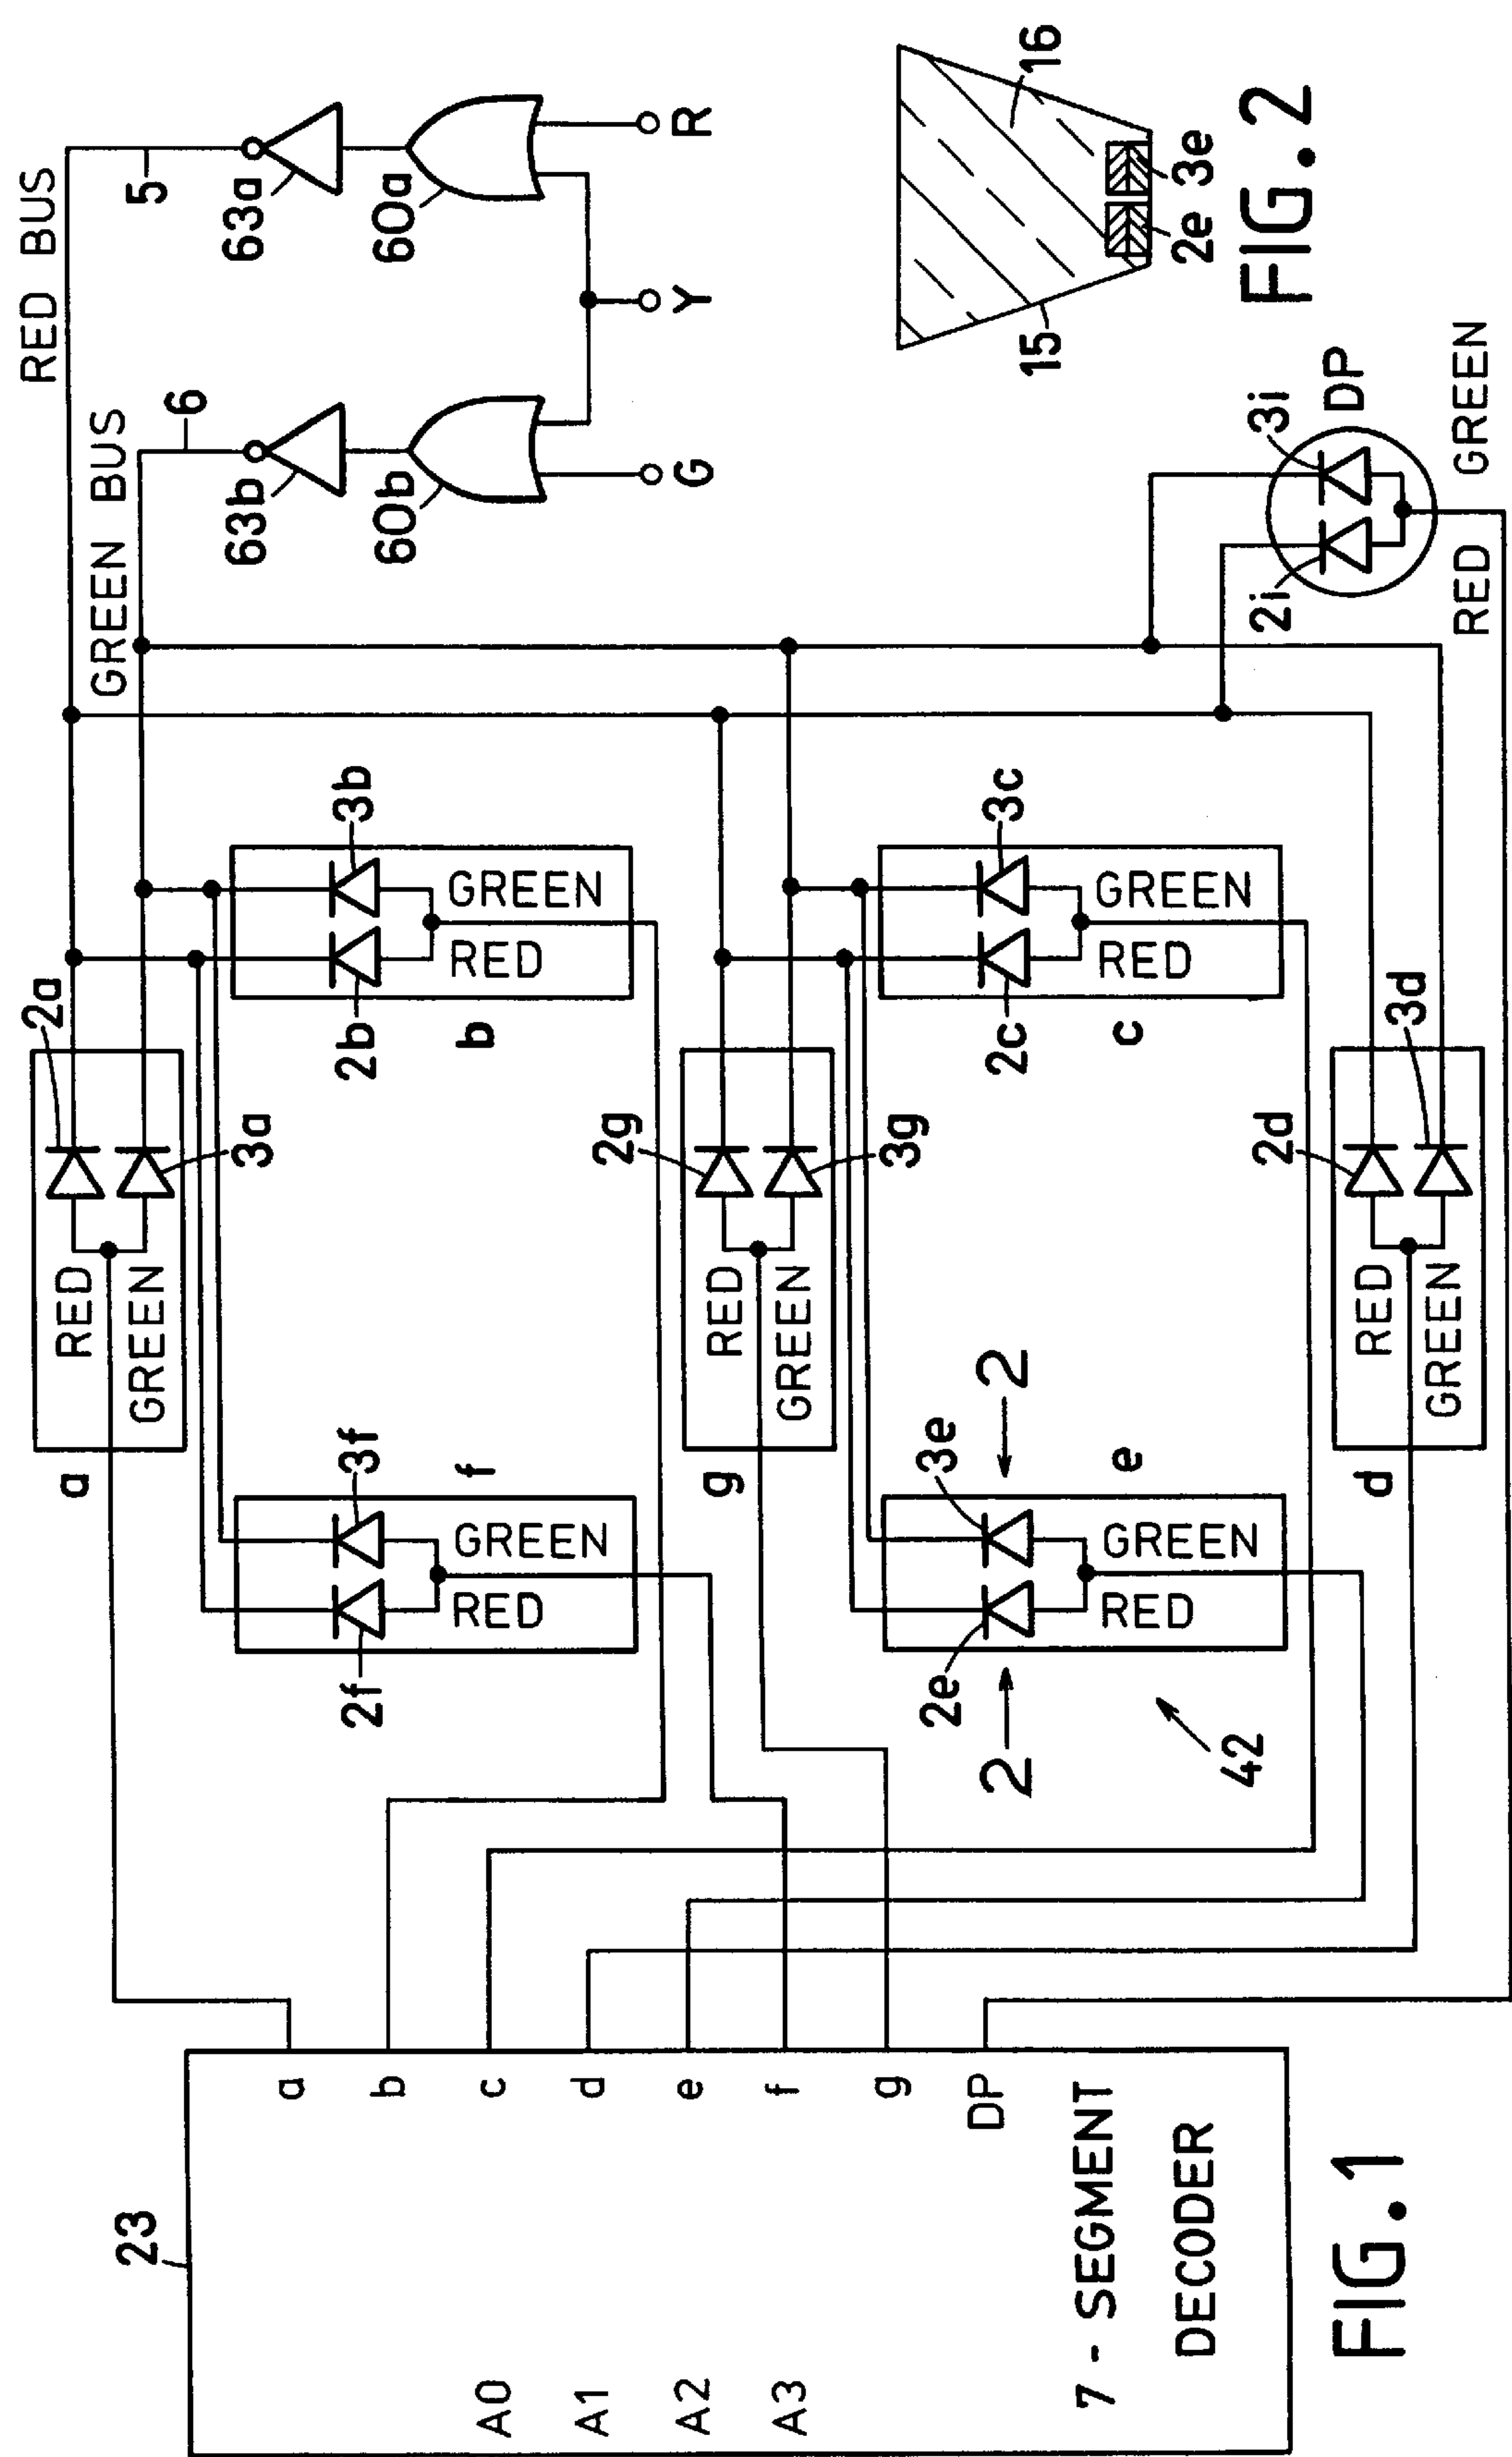 RED BUS
GREEN BUS
5
6
63a
63b
60a
60b
R
Y
G
2a
3a
RED
GREEN
a
3b
2b
GREEN
RED
b
3f
2f
GREEN
RED
f
2g
3g
RED
GREEN
g
3c
2c
GREEN
RED
c
3e
2e
GREEN
RED
e
2
2
42
2d
3d
RED
GREEN
d
2i
3i
DP
RED
GREEN
23
a
b
c
d
e
f
g
DP
A0
A1
A2
A3
7 - SEGMENT
DECODER
FIG. 1
15
16
2e
3e
FIG. 2